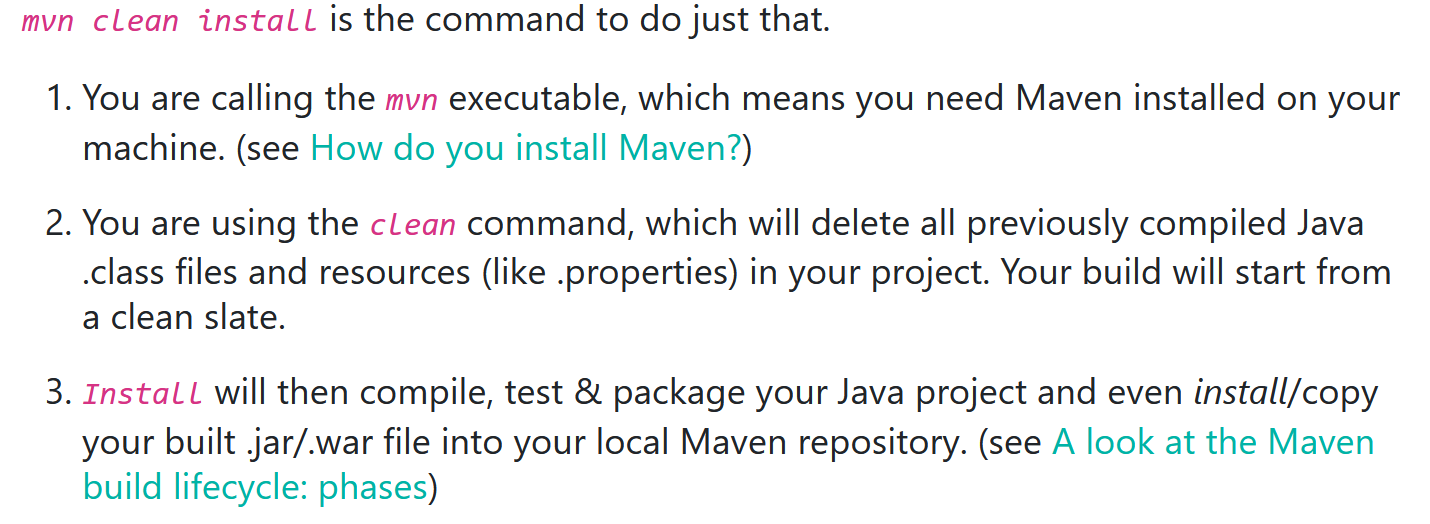 mvn clean install is the command to do just that.
1. You are calling the mvn executable, which means you need Maven installed on your
machine. (see How do you install Maven?)
2. You are using the clean command, which will delete all previously compiled Java
.class files and resources (like .properties) in your project. Your build will start from
a clean slate.
3. Install will then compile, test & package your Java project and even install/copy
your built .jar/.war file into your local Maven repository. (see A look at the Maven
build lifecycle: phases)